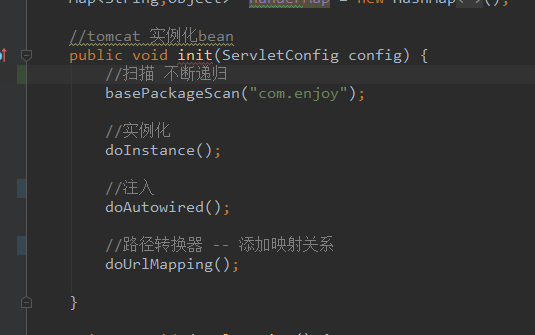 Map<String,Object> handerMap = new HashMap<~>();
//tomcat 实例化bean
public void init(ServletConfig config) {
//扫描 不断递归
basePackageScan("com.enjoy");
//实例化
doInstance();
//注入
doAutowired();
//路径转换器 -- 添加映射关系
doUrlMapping();
}